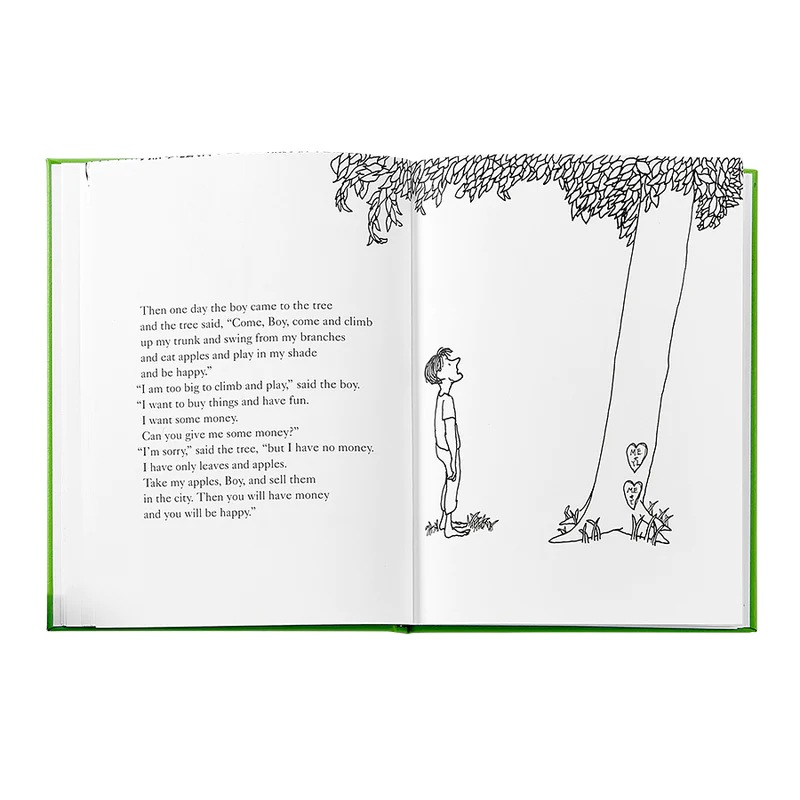 Then one day the boy came to the tree
and the tree said, “Come, Boy, come and climb
up my trunk and swing from my branches
and eat apples and play in my shade
and be happy.”
“I am too big to climb and play,” said the boy.
“I want to buy things and have fun.
I want some money.
Can you give me some money?”
“I’m sorry,” said the tree, “but I have no money.
I have only leaves and apples.
Take my apples, Boy, and sell them
in the city. Then you will have money
and you will be happy.”
ME
+
Y.L.
ME
+
T